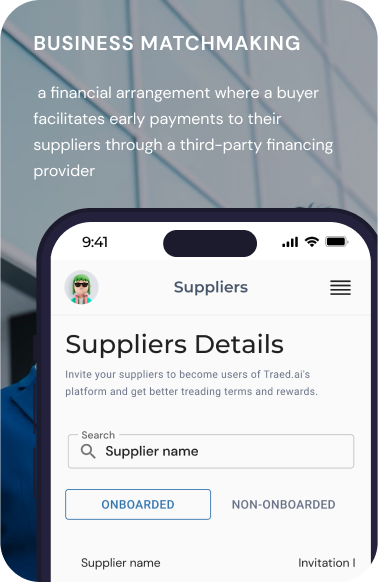 BUSINESS MATCHMAKING
a financial arrangement where a buyer
facilitates early payments to their
suppliers through a third-party financing
provider
9:41
Suppliers
Suppliers Details
Invite your suppliers to become users of Traed.ai's
platform and get better treading terms and rewards.
Search
Supplier name
ONBOARDED NON-ONBOARDED
Supplier name Invitation I